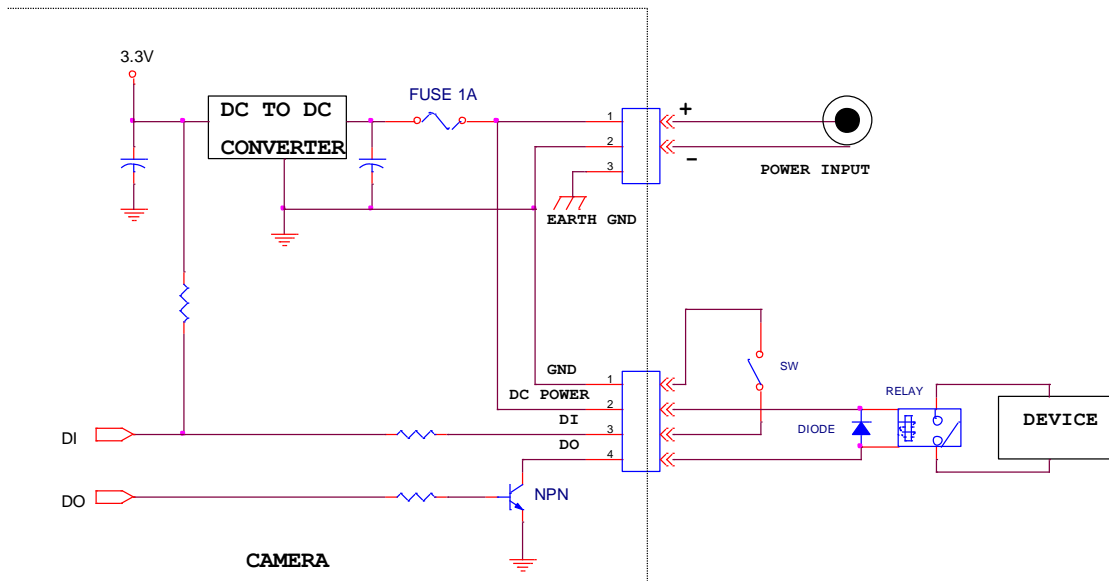 3.3V
FUSE 1A
DC TO DC
CONVERTER
1
2
3
+
-
POWER INPUT
EARTH GND
GND
DC POWER
DI
DO
1
2
3
4
SW
RELAY
DIODE
DEVICE
DI
DO
NPN
CAMERA